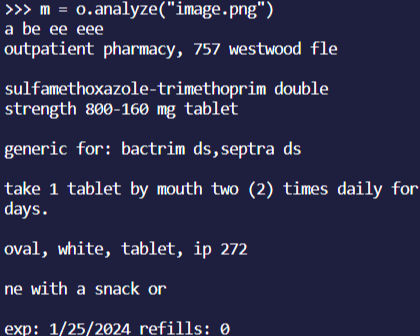 >>> m = o.analyze("image.png")
a be ee eee
outpatient pharmacy, 757 westwood fle
sulfamethoxazole-trimethoprim double
strength 800-160 mg tablet
generic for: bactrim ds,septra ds
take 1 tablet by mouth two (2) times daily for
days.
oval, white, tablet, ip 272
ne with a snack or
exp: 1/25/2024 refills: 0